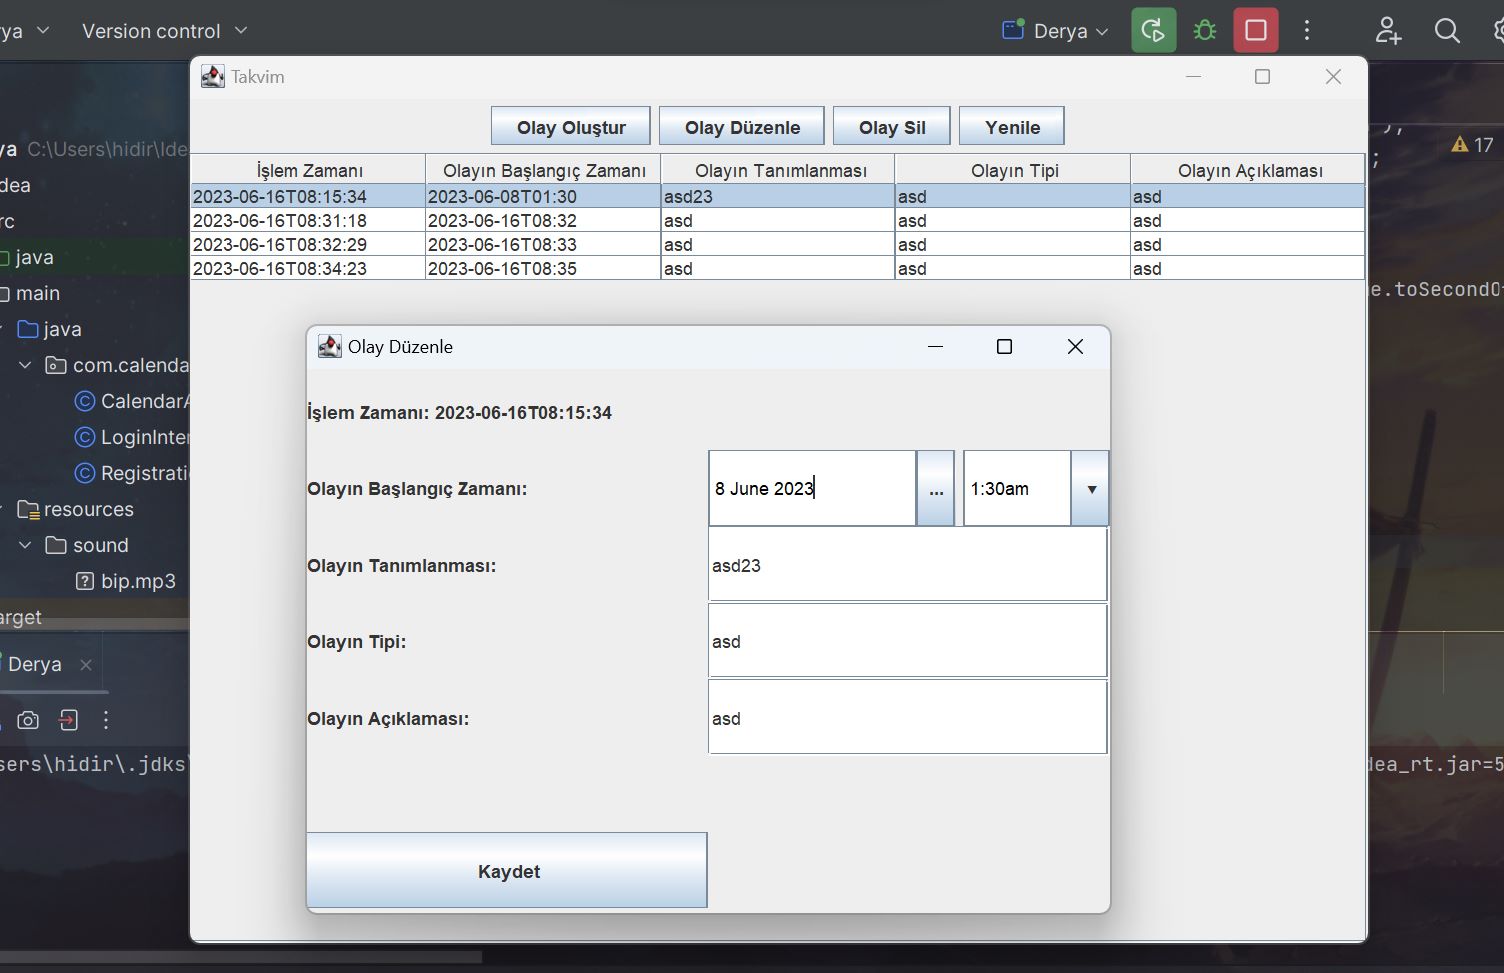 Version control
Derya
Takvim
Olay Oluştur
Olay Düzenle
Olay Sil
Yenile
17
C:\Users\hidir\Ide
İşlem Zamanı
Olayın Başlangıç Zamanı
Olayın Tanımlanması
Olayın Tipi
Olayın Açıklaması
2023-06-16T08:15:34 2023-06-08T01:30 asd23 asd asd
2023-06-16T08:31:18 2023-06-16T08:32 asd asd asd
2023-06-16T08:32:29 2023-06-16T08:33 asd asd asd
2023-06-16T08:34:23 2023-06-16T08:35 asd asd asd
java
main
java
com.calenda
CalendarA
LoginInter
Registrati
resources
sound
bip.mp3
arget
e.toSecondO
Olay Düzenle
İşlem Zamanı: 2023-06-16T08:15:34
Olayın Başlangıç Zamanı: 8 June 2023 ... 1:30am
Olayın Tanımlanması: asd23
Olayın Tipi: asd
Olayın Açıklaması: asd
Kaydet
Derya
sers\hidir\.jdks\
dea_rt.jar=5